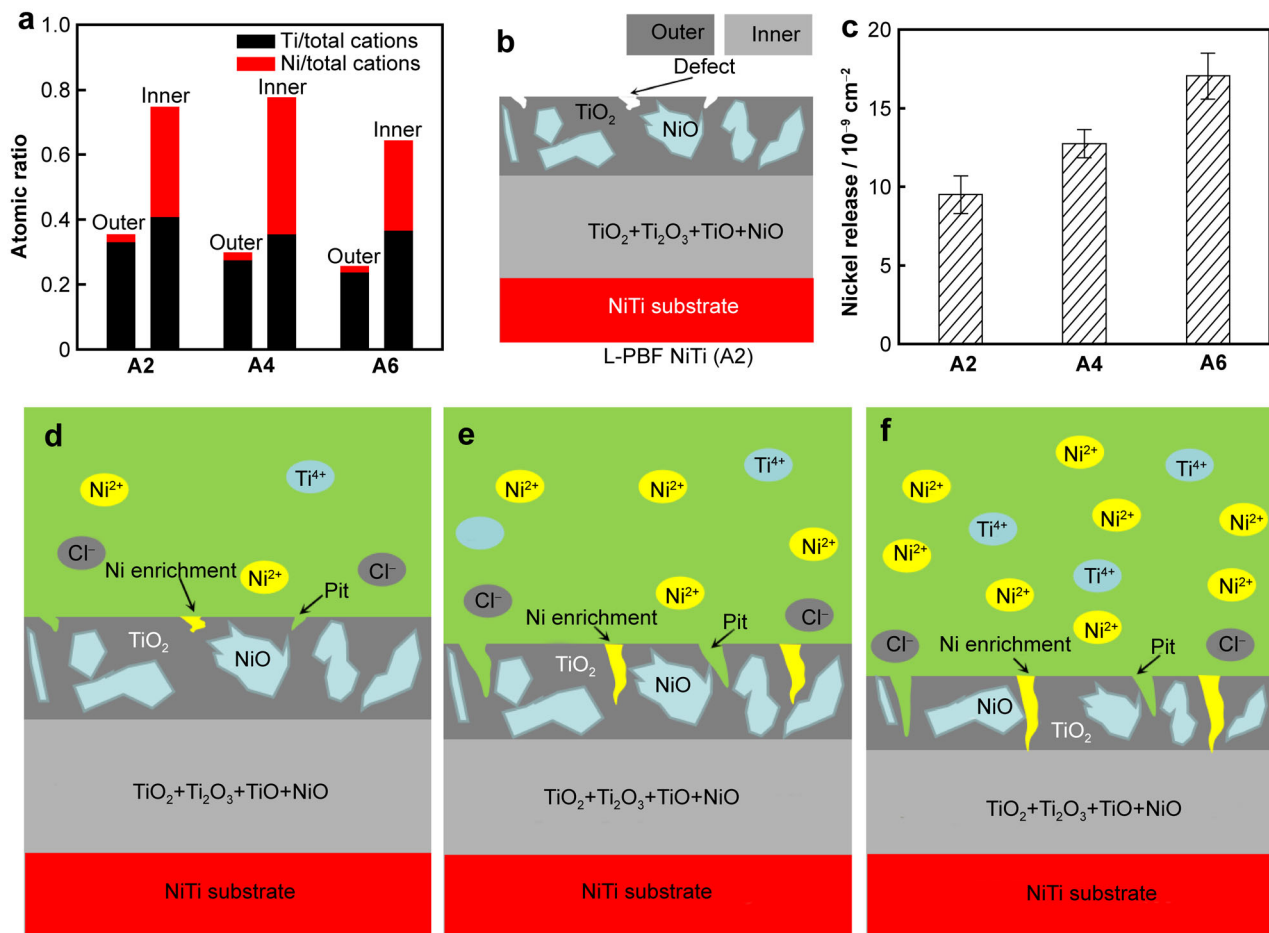 a
1.0
0.8
0.6
0.4
0.2
0
Atomic ratio
Ti/total cations
Ni/total cations
Outer
Inner
Outer
Inner
Outer
Inner
A2
A4
A6
b
Outer
Inner
Defect
TiO₂
NiO
TiO₂+Ti₂O₃+TiO+NiO
NiTi substrate
L-PBF NiTi (A2)
c
20
17
15
10
5
0
Nickel release / 10⁻⁹ cm⁻²
A2
A4
A6
d
Ni²⁺
Ti⁴⁺
Cl⁻
Cl⁻
Ni enrichment
Ni²⁺
Pit
TiO₂
NiO
TiO₂+Ti₂O₃+TiO+NiO
NiTi substrate
e
Ti⁴⁺
Ni²⁺
Ni²⁺
Ni²⁺
Cl⁻
Ni²⁺
Cl⁻
Ni enrichment
Pit
TiO₂
NiO
TiO₂+Ti₂O₃+TiO+NiO
NiTi substrate
f
Ni²⁺
Ti⁴⁺
Ni²⁺
Ni²⁺
Ni²⁺
Ti⁴⁺
Ni²⁺
Ti⁴⁺
Ni²⁺
Ni²⁺
Ni²⁺
Cl⁻
Ni enrichment
Pit
Cl⁻
NiO
TiO₂
TiO₂+Ti₂O₃+TiO+NiO
NiTi substrate